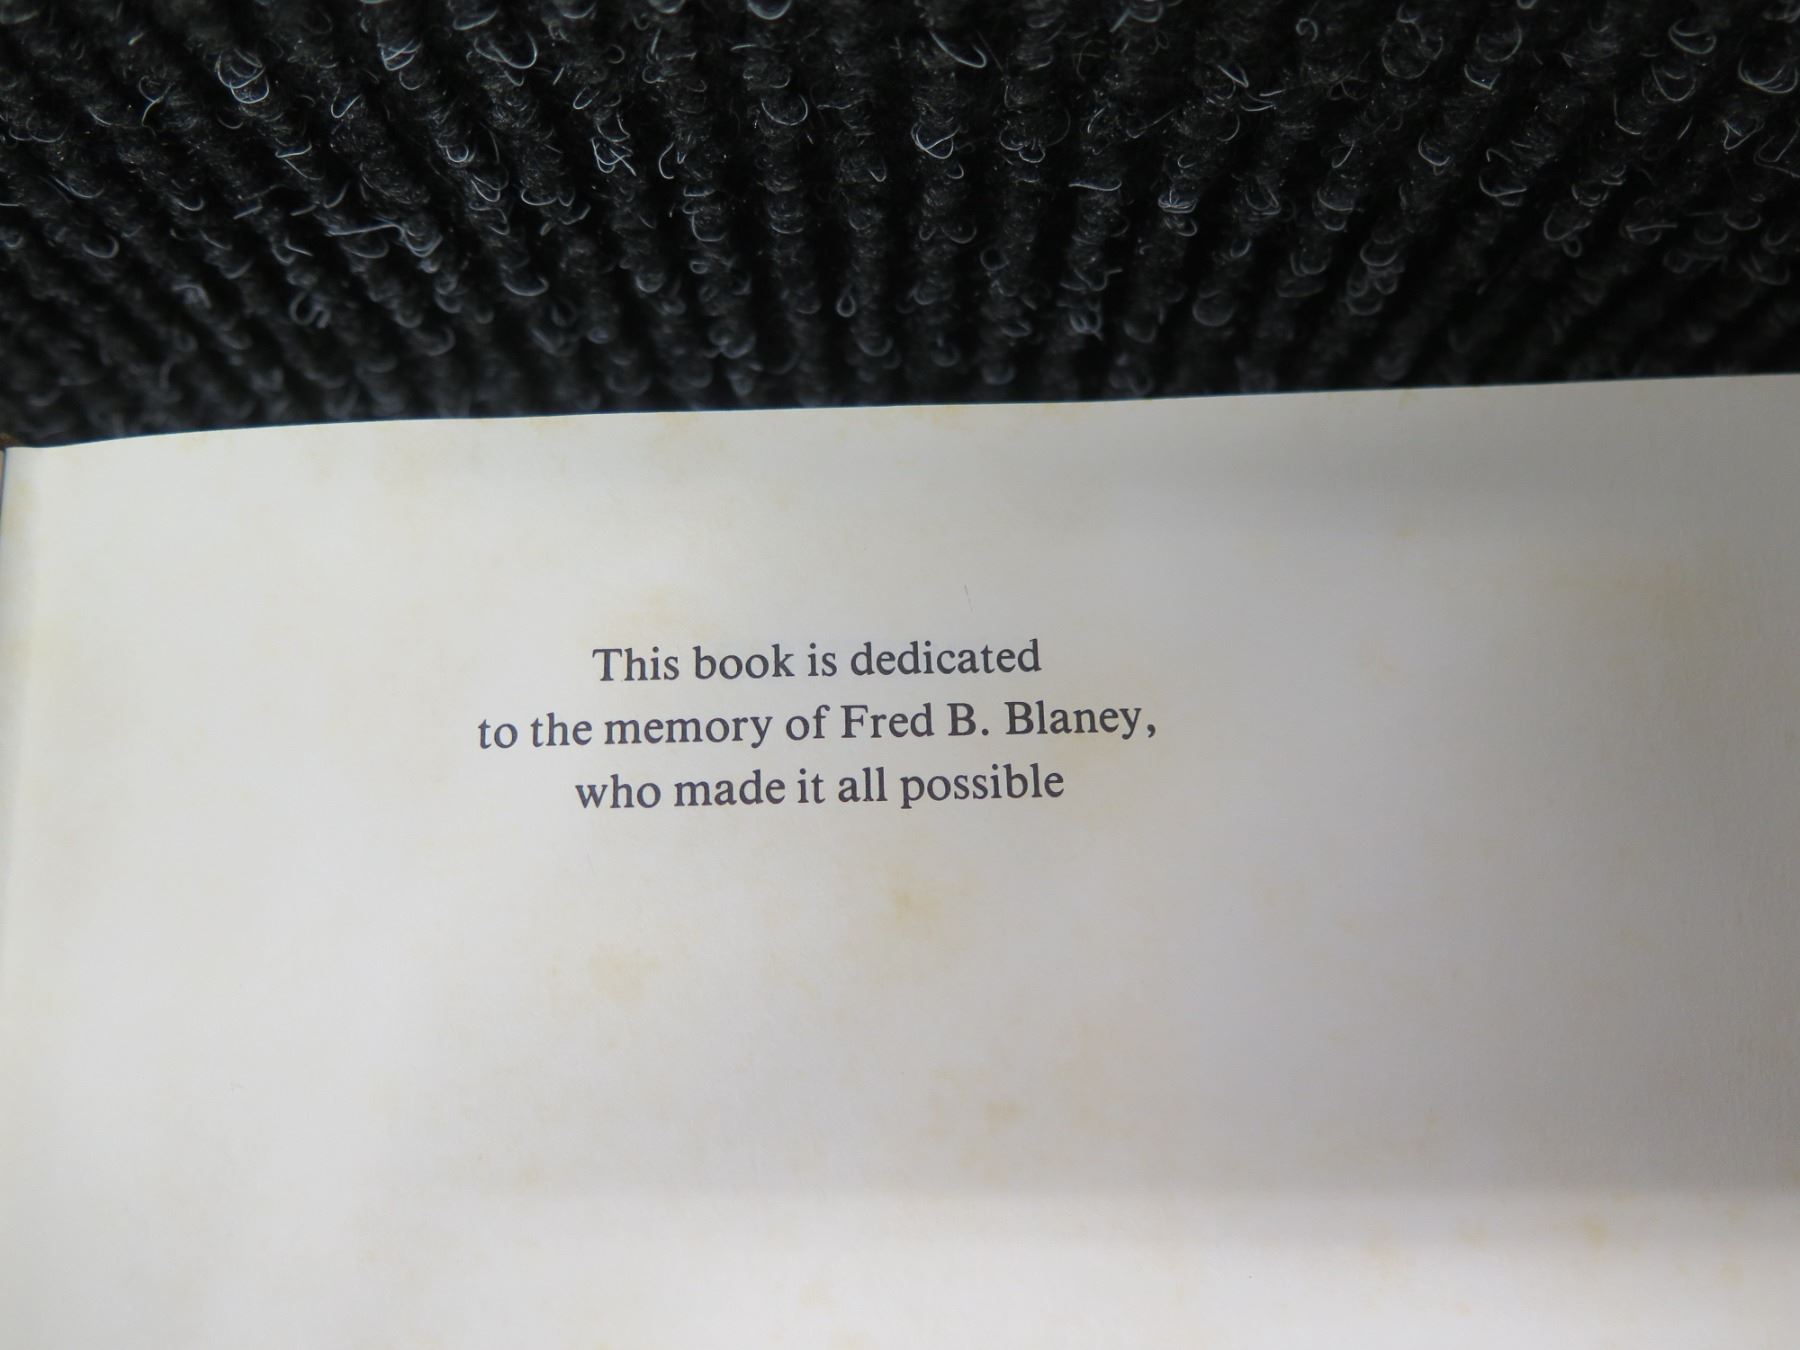 This book is dedicated
to the memory of Fred B. Blaney,
who made it all possible